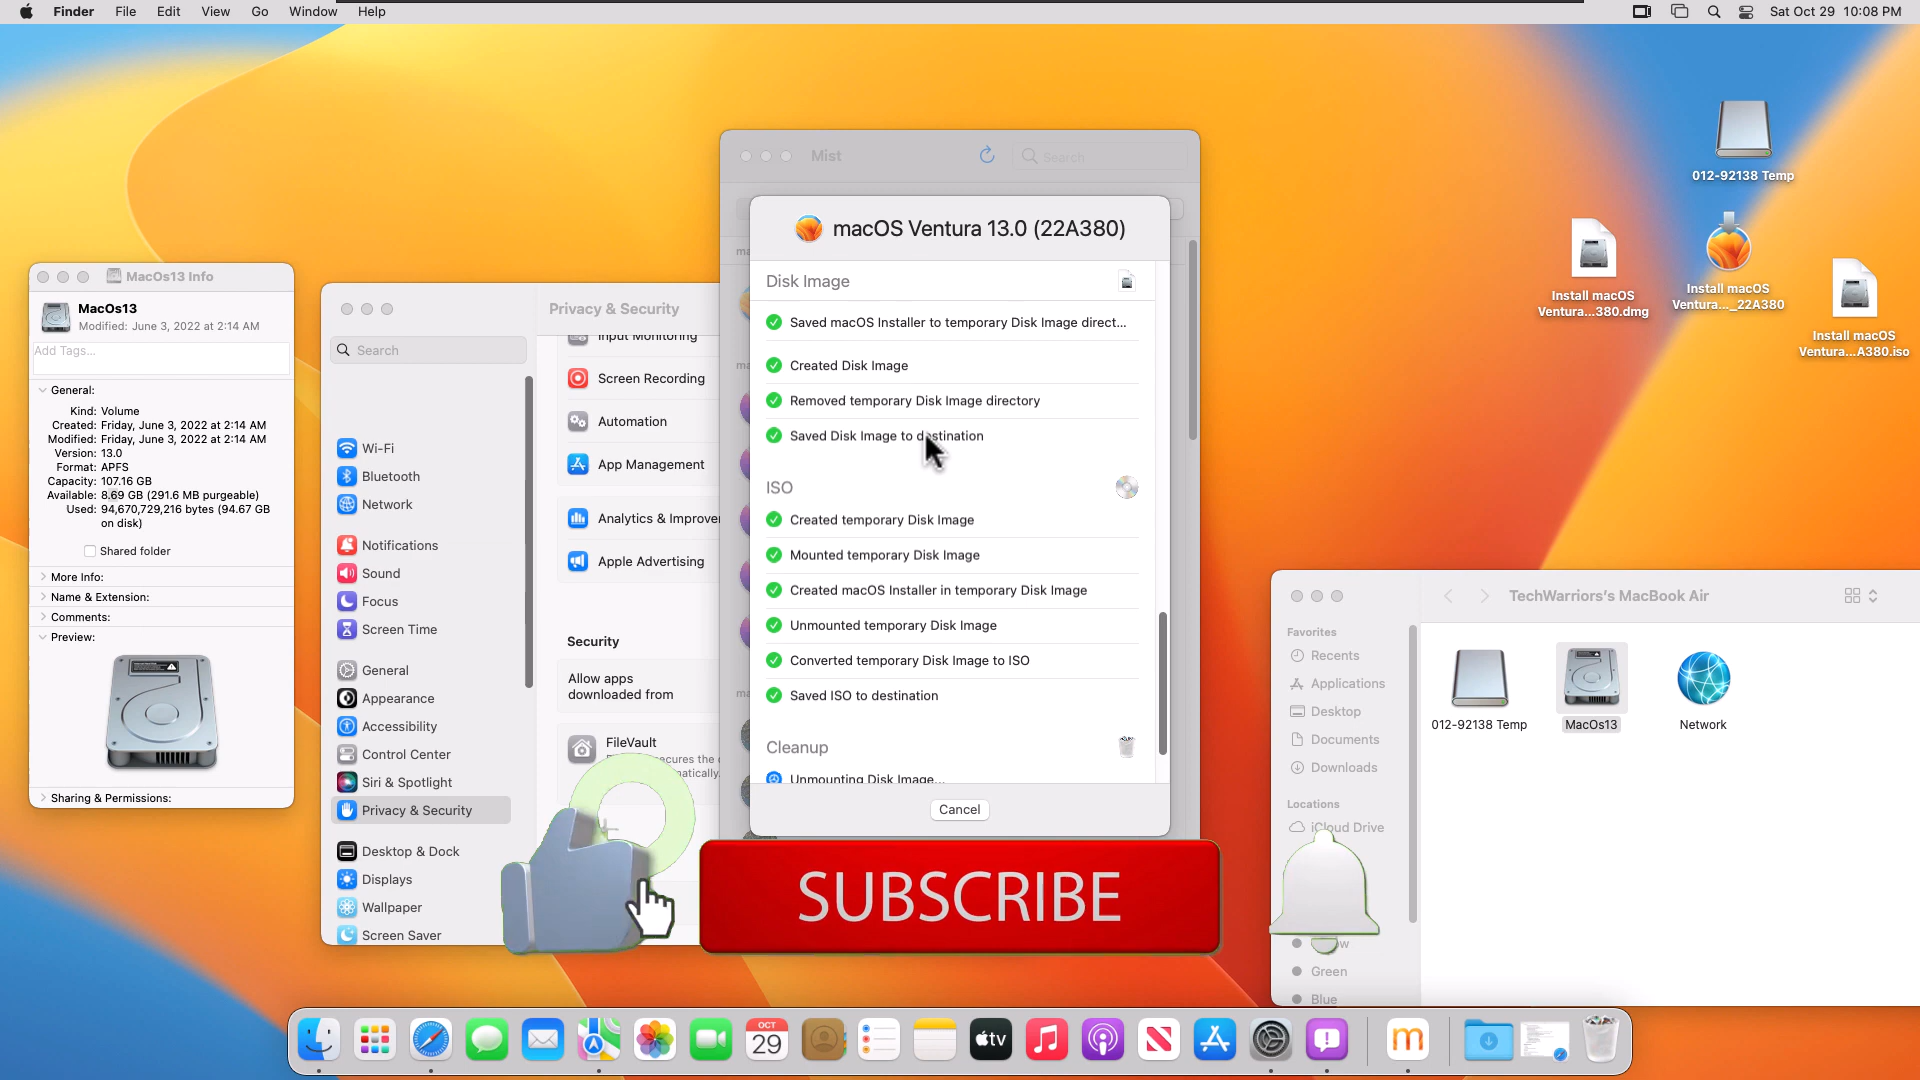 Finder File Edit View Go Window Help
Sat Oct 29 10:08 PM
012-92138 Temp
Install macOS
Ventura...380.dmg
Install macOS
Ventura..._22A380
Install macOS
Ventura...A380.iso
MacOs13 Info
MacOs13
Modified: June 3, 2022 at 2:14 AM
Add Tags...
General:
Kind: Volume
Created: Friday, June 3, 2022 at 2:14 AM
Modified: Friday, June 3, 2022 at 2:14 AM
Version: 13.0
Format: APFS
Capacity: 107.16 GB
Available: 8.69 GB (291.6 MB purgeable)
Used: 94,670,729,216 bytes (94.67 GB
on disk)
Shared folder
More Info:
Name & Extension:
Comments:
Preview:
Sharing & Permissions:
Search
Wi-Fi
Bluetooth
Network
Notifications
Sound
Focus
Screen Time
General
Appearance
Accessibility
Control Center
Siri & Spotlight
Privacy & Security
Desktop & Dock
Displays
Wallpaper
Screen Saver
Privacy & Security
Input Monitoring
Screen Recording
Automation
App Management
Analytics & Improve
Apple Advertising
Security
Allow apps
downloaded from
FileVault
Mist
Search
macOS Ventura 13.0 (22A380)
Disk Image
Saved macOS Installer to temporary Disk Image direct...
Created Disk Image
Removed temporary Disk Image directory
Saved Disk Image to destination
ISO
Created temporary Disk Image
Mounted temporary Disk Image
Created macOS Installer in temporary Disk Image
Unmounted temporary Disk Image
Converted temporary Disk Image to ISO
Saved ISO to destination
Cleanup
Unmounting Disk Image...
Cancel
SUBSCRIBE
TechWarriors's MacBook Air
Favorites
Recents
Applications
Desktop
Documents
Downloads
Locations
iCloud Drive
Green
Blue
012-92138 Temp
MacOs13
Network
OCT
29
tv
m